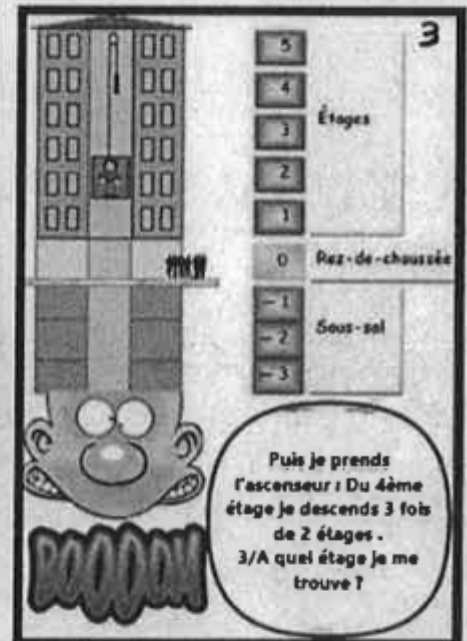 3
5
4
3
Étages
2
1
0 Rez-de-chaussée
-1
Sous-sol
-2
-3
Puis je prends
l'ascenseur : Du 4ème
étage je descends 3 fois
de 2 étages .
3/A quel étage je me
trouve ?